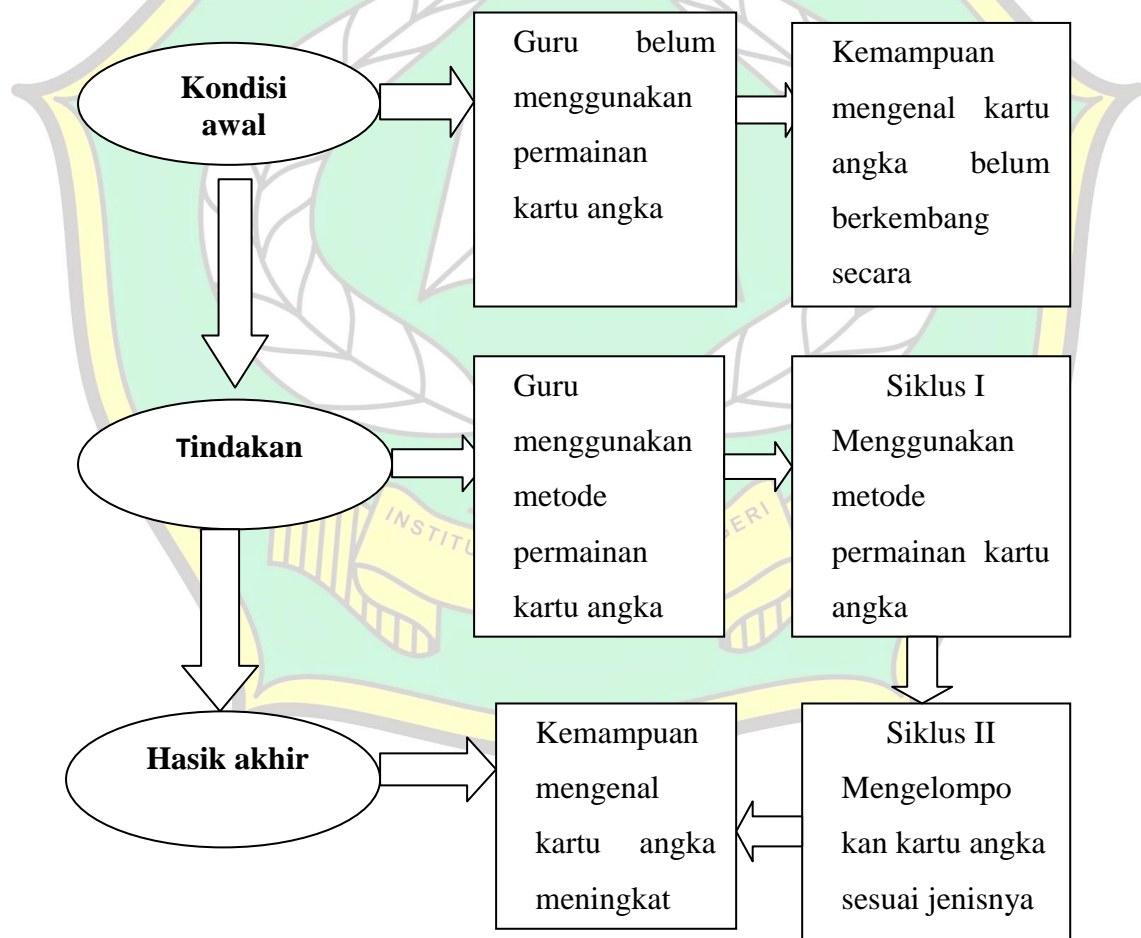 Kondisi
awal
Guru belum
menggunakan
permainan
kartu angka
Kemampuan
mengenal kartu
angka belum
berkembang
secara
Tindakan
Guru
menggunakan
metode
permainan
kartu angka
Siklus I
Menggunakan
metode
permainan kartu
angka
Hasik akhir
Kemampuan
mengenal
kartu angka
meningkat
Siklus II
Mengelompo
kan kartu angka
sesuai jenisnya